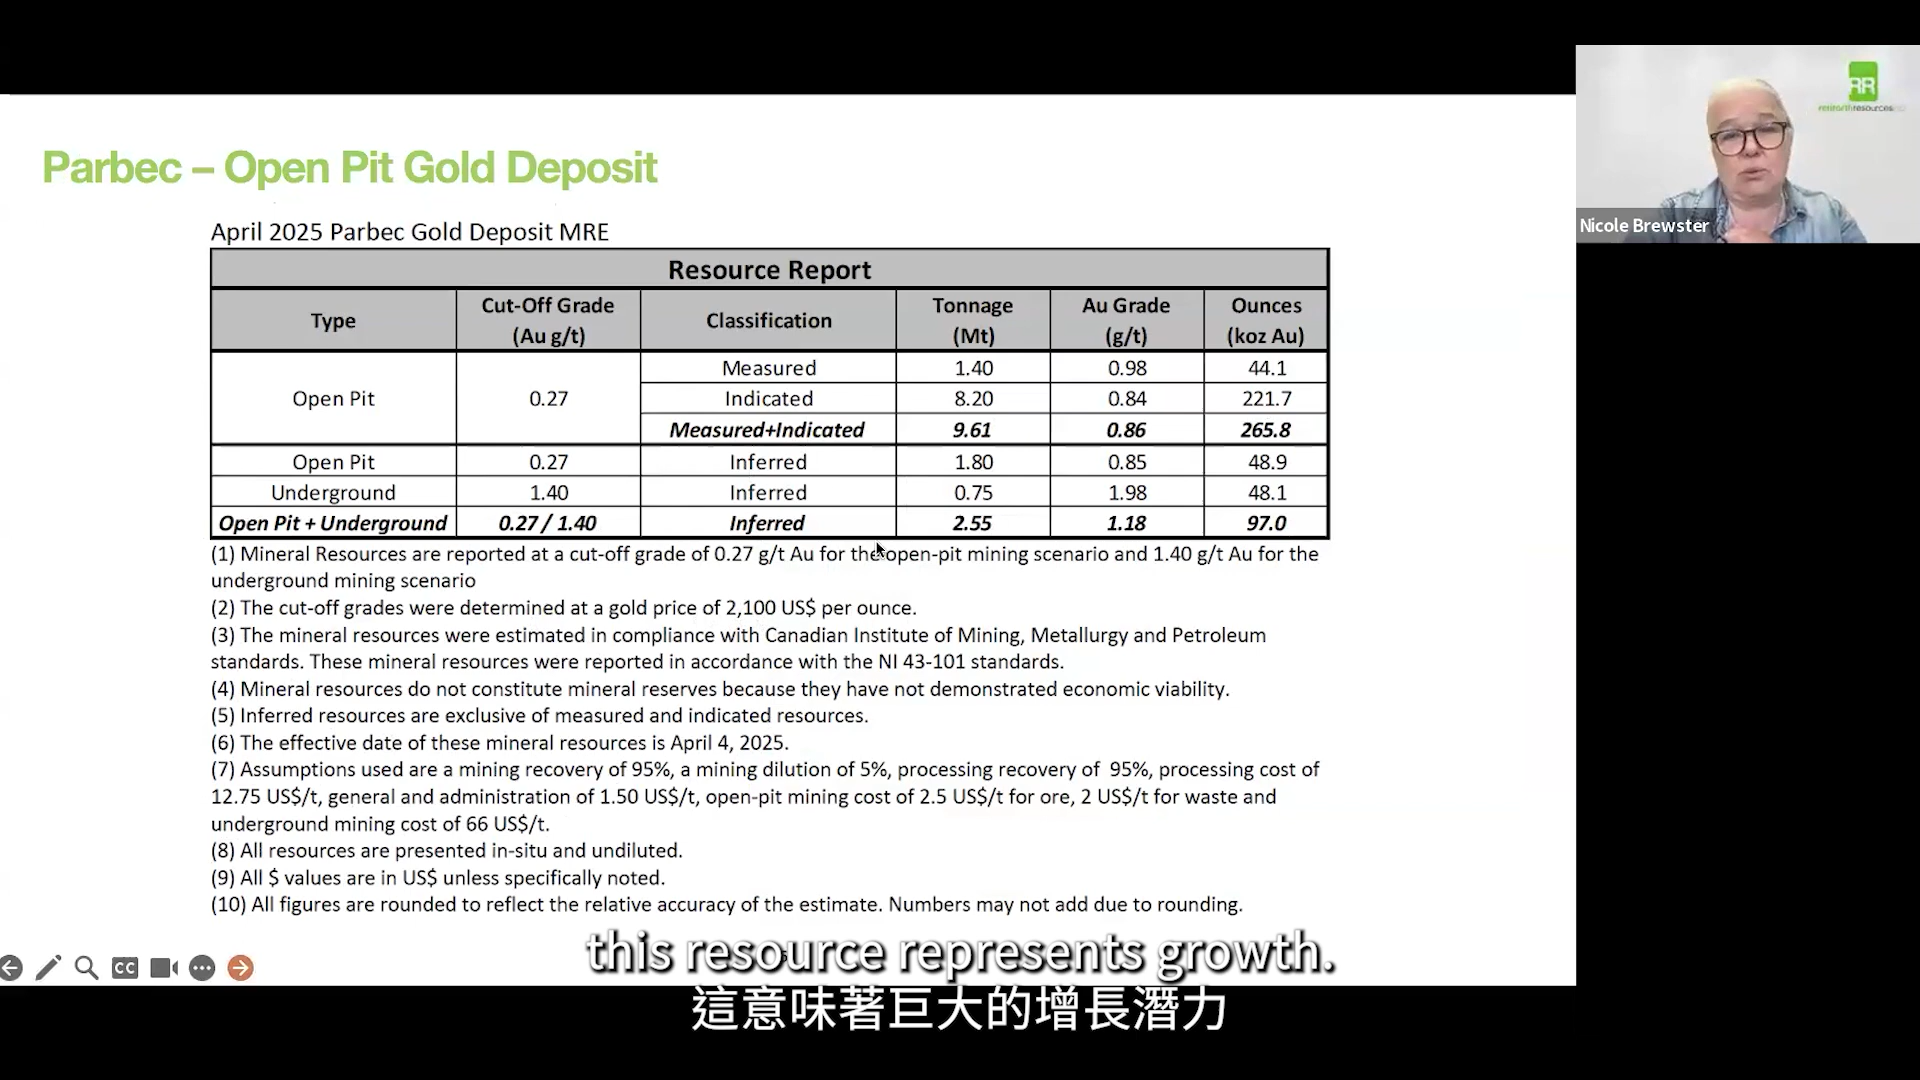 Parbec – Open Pit Gold Deposit
April 2025 Parbec Gold Deposit MRE
Resource Report
Type
Cut-Off Grade
(Au g/t)
Classification
Tonnage
(Mt)
Au Grade
(g/t)
Ounces
(koz Au)
Open Pit
0.27
Measured 1.40 0.98 44.1
Indicated 8.20 0.84 221.7
Measured+Indicated 9.61 0.86 265.8
Open Pit 0.27 Inferred 1.80 0.85 48.9
Underground 1.40 Inferred 0.75 1.98 48.1
Open Pit + Underground 0.27 / 1.40 Inferred 2.55 1.18 97.0
(1) Mineral Resources are reported at a cut-off grade of 0.27 g/t Au for the open-pit mining scenario and 1.40 g/t Au for the
underground mining scenario
(2) The cut-off grades were determined at a gold price of 2,100 US$ per ounce.
(3) The mineral resources were estimated in compliance with Canadian Institute of Mining, Metallurgy and Petroleum
standards. These mineral resources were reported in accordance with the NI 43-101 standards.
(4) Mineral resources do not constitute mineral reserves because they have not demonstrated economic viability.
(5) Inferred resources are exclusive of measured and indicated resources.
(6) The effective date of these mineral resources is April 4, 2025.
(7) Assumptions used are a mining recovery of 95%, a mining dilution of 5%, processing recovery of 95%, processing cost of
12.75 US$/t, general and administration of 1.50 US$/t, open-pit mining cost of 2.5 US$/t for ore, 2 US$/t for waste and
underground mining cost of 66 US$/t.
(8) All resources are presented in-situ and undiluted.
(9) All $ values are in US$ unless specifically noted.
(10) All figures are rounded to reflect the relative accuracy of the estimate. Numbers may not add due to rounding.
CC
this resource represents growth.
這意味著巨大的增長潛力
RR
Nicole Brewster